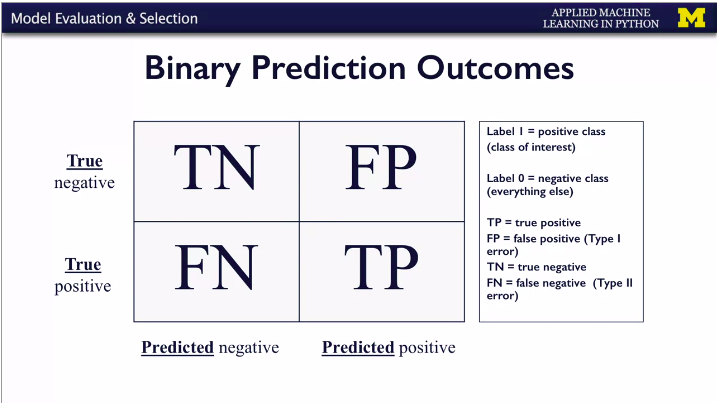 Model Evaluation & Selection
APPLIED MACHINE
LEARNING IN PYTHON
M
Binary Prediction Outcomes
True
negative
TN
FP
True
positive
FN
TP
Predicted negative
Predicted positive
Label 1 = positive class
(class of interest)
Label 0 = negative class
(everything else)
TP = true positive
FP = false positive (Type I
error)
TN = true negative
FN = false negative (Type II
error)